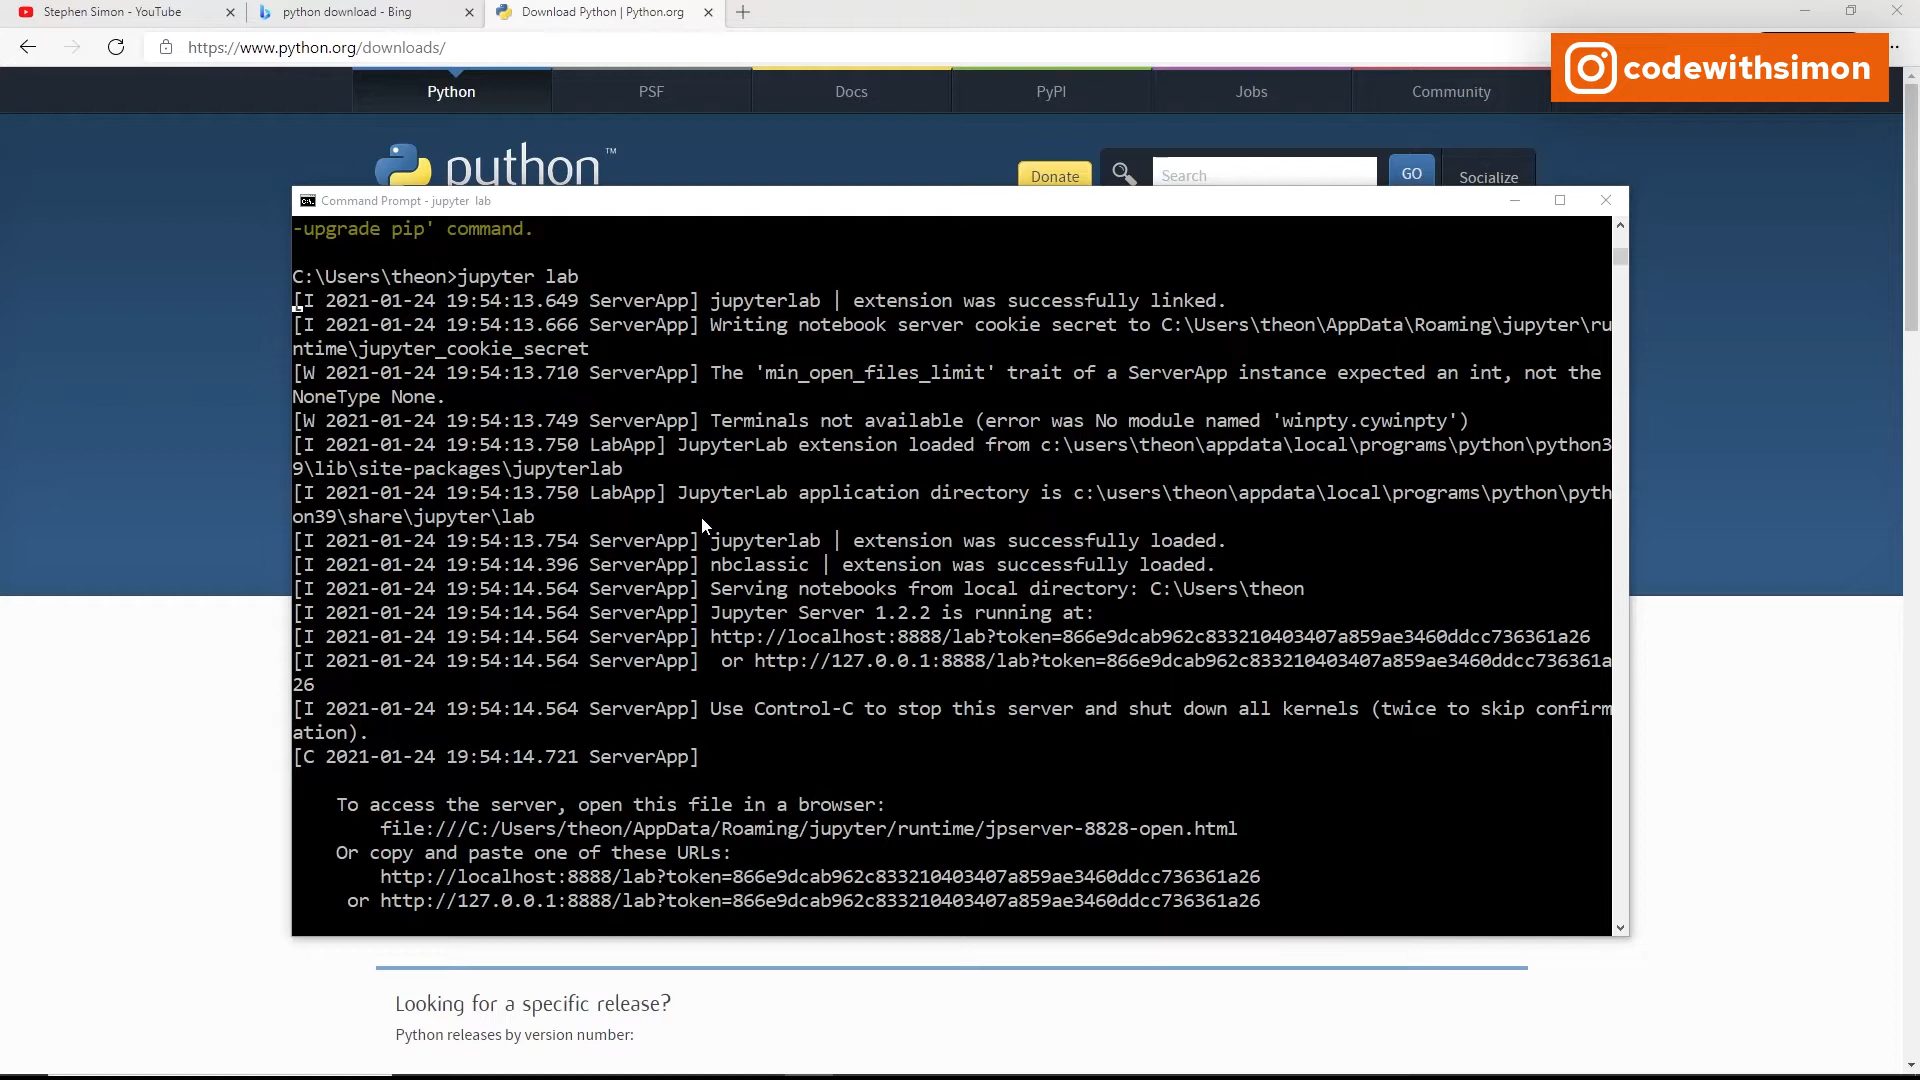 Stephen Simon - YouTube
python download - Bing
Download Python | Python.org
https://www.python.org/downloads/
codewithsimon
Python
PSF
Docs
PyPI
Jobs
Community
python™
Donate
Search
GO
Socialize
Command Prompt - jupyter lab
-upgrade pip' command.
C:\Users\theon>jupyter lab
[I 2021-01-24 19:54:13.649 ServerApp] jupyterlab | extension was successfully linked.
[I 2021-01-24 19:54:13.666 ServerApp] Writing notebook server cookie secret to C:\Users\theon\AppData\Roaming\jupyter\ru
ntime\jupyter_cookie_secret
[W 2021-01-24 19:54:13.710 ServerApp] The 'min_open_files_limit' trait of a ServerApp instance expected an int, not the
NoneType None.
[W 2021-01-24 19:54:13.749 ServerApp] Terminals not available (error was No module named 'winpty.cywinpty')
[I 2021-01-24 19:54:13.750 LabApp] JupyterLab extension loaded from c:\users\theon\appdata\local\programs\python\python3
9\lib\site-packages\jupyterlab
[I 2021-01-24 19:54:13.750 LabApp] JupyterLab application directory is c:\users\theon\appdata\local\programs\python\pyth
on39\share\jupyter\lab
[I 2021-01-24 19:54:13.754 ServerApp] jupyterlab | extension was successfully loaded.
[I 2021-01-24 19:54:14.396 ServerApp] nbclassic | extension was successfully loaded.
[I 2021-01-24 19:54:14.564 ServerApp] Serving notebooks from local directory: C:\Users\theon
[I 2021-01-24 19:54:14.564 ServerApp] Jupyter Server 1.2.2 is running at:
[I 2021-01-24 19:54:14.564 ServerApp] http://localhost:8888/lab?token=866e9dcab962c833210403407a859ae3460ddcc736361a26
[I 2021-01-24 19:54:14.564 ServerApp]  or http://127.0.0.1:8888/lab?token=866e9dcab962c833210403407a859ae3460ddcc736361a
26
[I 2021-01-24 19:54:14.564 ServerApp] Use Control-C to stop this server and shut down all kernels (twice to skip confirm
ation).
[C 2021-01-24 19:54:14.721 ServerApp]
To access the server, open this file in a browser:
file:///C:/Users/theon/AppData/Roaming/jupyter/runtime/jpserver-8828-open.html
Or copy and paste one of these URLs:
http://localhost:8888/lab?token=866e9dcab962c833210403407a859ae3460ddcc736361a26
or http://127.0.0.1:8888/lab?token=866e9dcab962c833210403407a859ae3460ddcc736361a26
Looking for a specific release?
Python releases by version number: